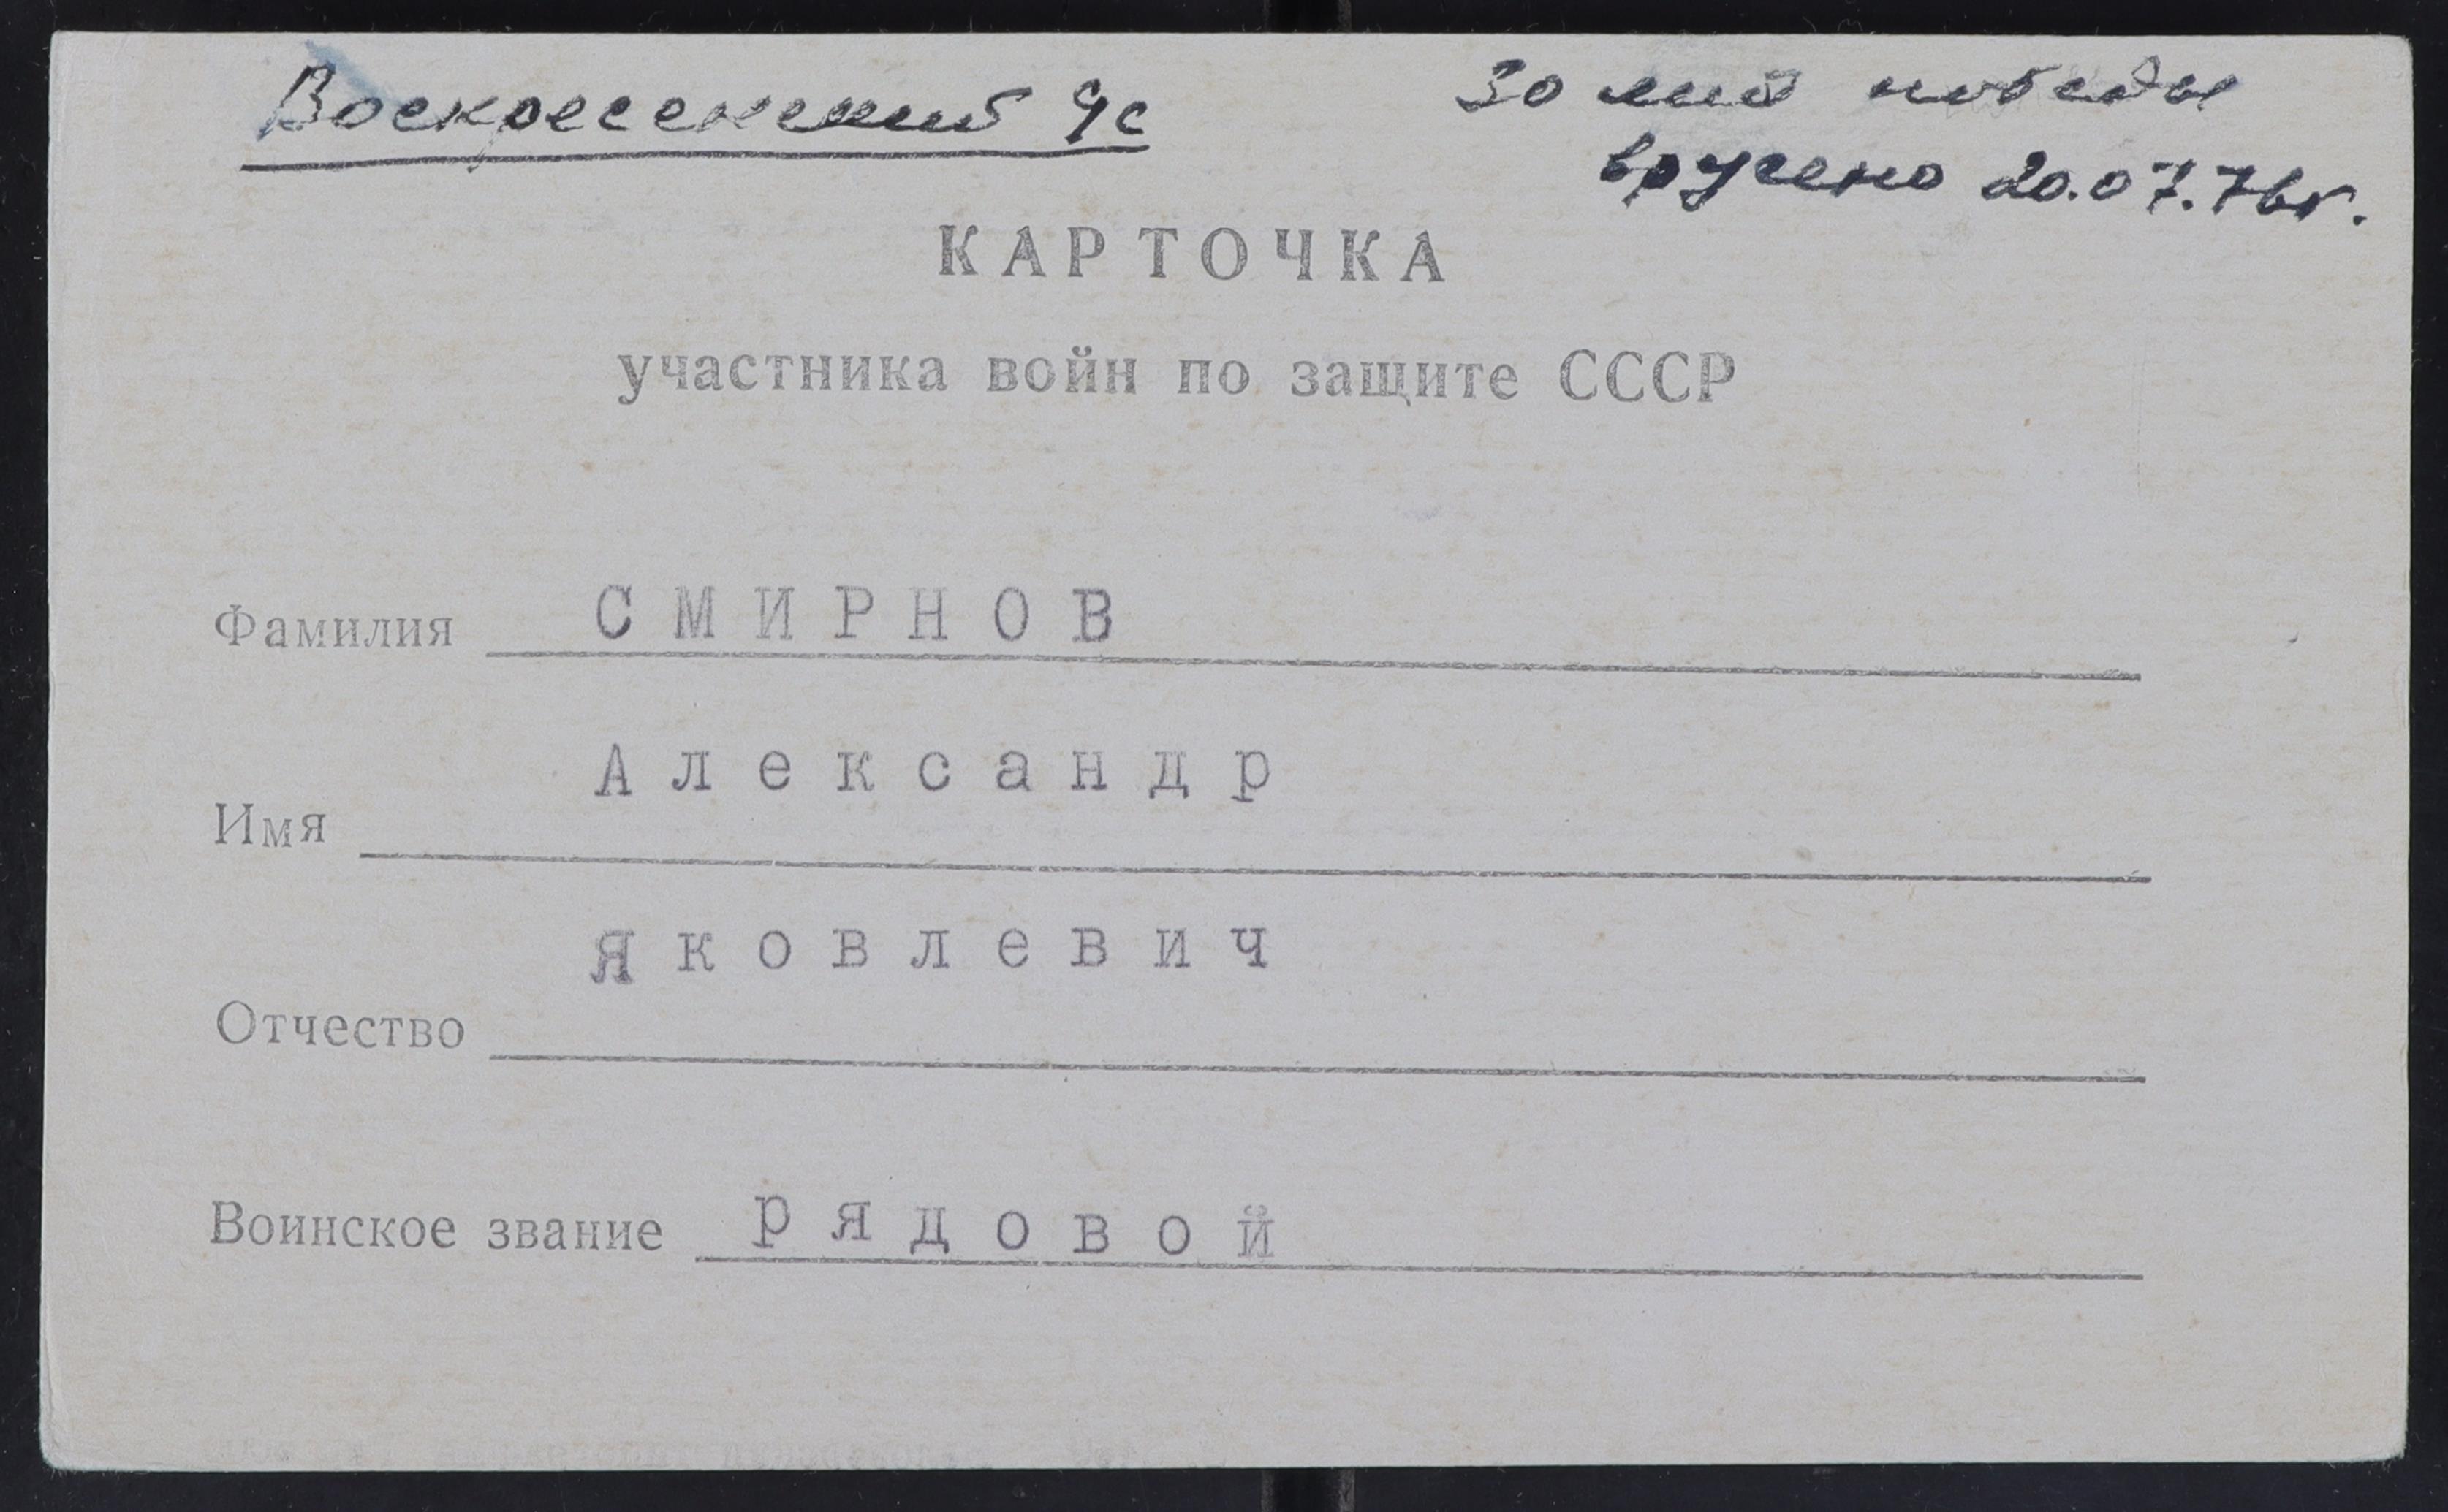 Воскресенский ЧС
30 лет победы
вручено 20.07.76г.
КАРТОЧКА
участника войн по защите СССР
Фамилия СМИРНОВ
Имя Александр
Отчество Яковлевич
Воинское звание рядовой